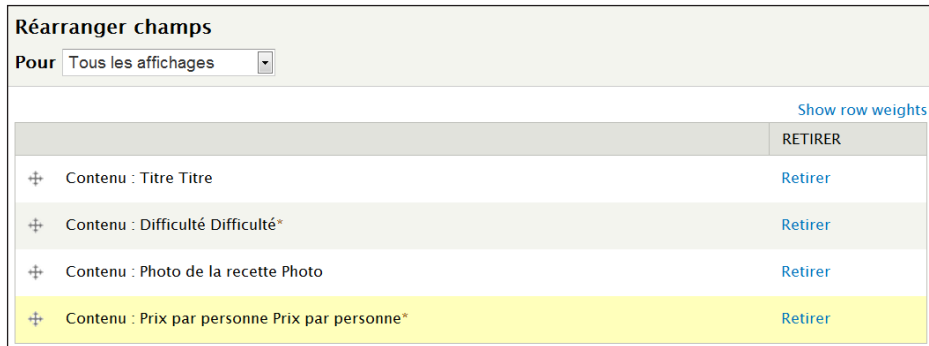 Réarranger champs
Pour Tous les affichages
Show row weights
RETIRER
Contenu : Titre Titre Retirer
Contenu : Difficulté Difficulté* Retirer
Contenu : Photo de la recette Photo Retirer
Contenu : Prix par personne Prix par personne* Retirer